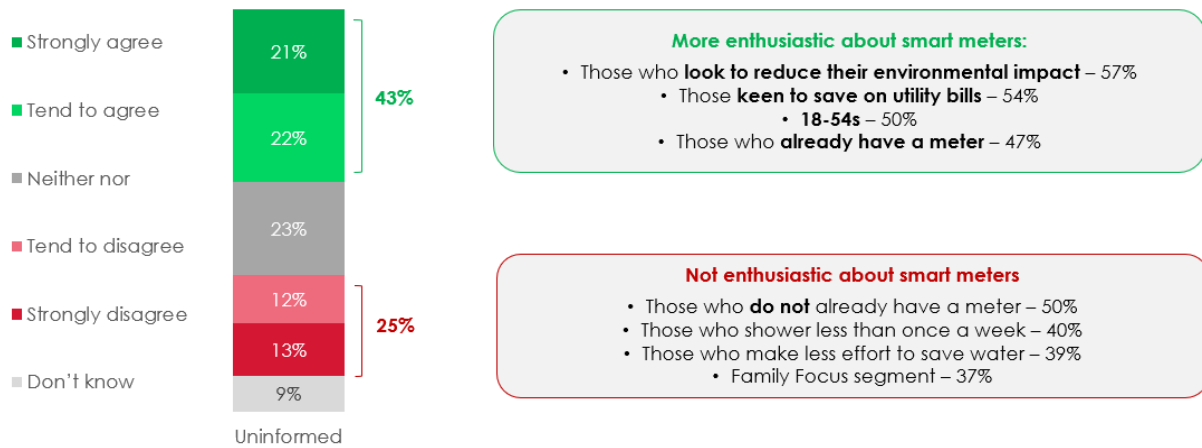 Strongly agree
Tend to agree
Neither nor
Tend to disagree
Strongly disagree
Don't know
21%
22%
23%
12%
13%
9%
43%
25%
Uninformed
More enthusiastic about smart meters:
• Those who look to reduce their environmental impact – 57%
• Those keen to save on utility bills – 54%
• 18-54s – 50%
• Those who already have a meter – 47%
Not enthusiastic about smart meters
• Those who do not already have a meter – 50%
• Those who shower less than once a week – 40%
• Those who make less effort to save water – 39%
• Family Focus segment – 37%